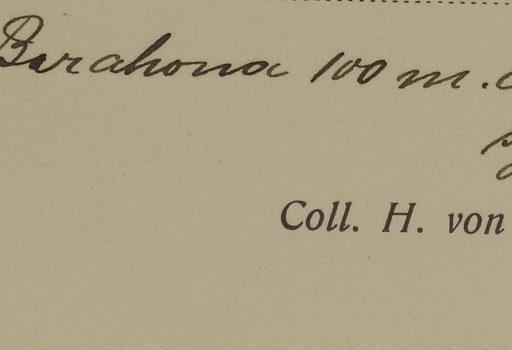 Barahona 100 m.
Coll. H. von